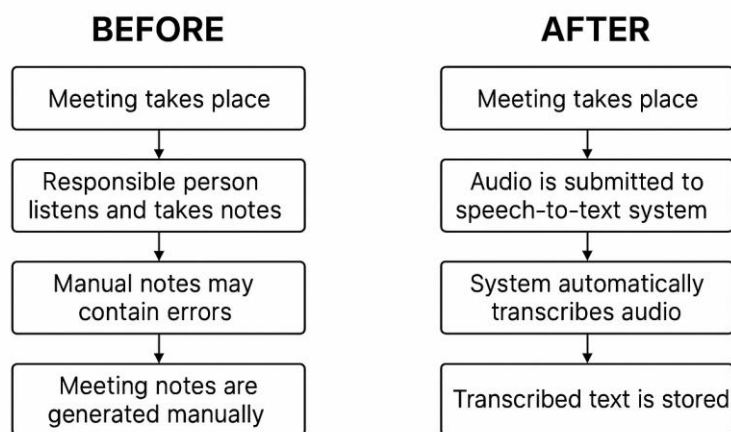 BEFORE
Meeting takes place
Responsible person
listens and takes notes
Manual notes may
contain errors
Meeting notes are
generated manually
AFTER
Meeting takes place
Audio is submitted to
speech-to-text system
System automatically
transcribes audio
Transcribed text is stored